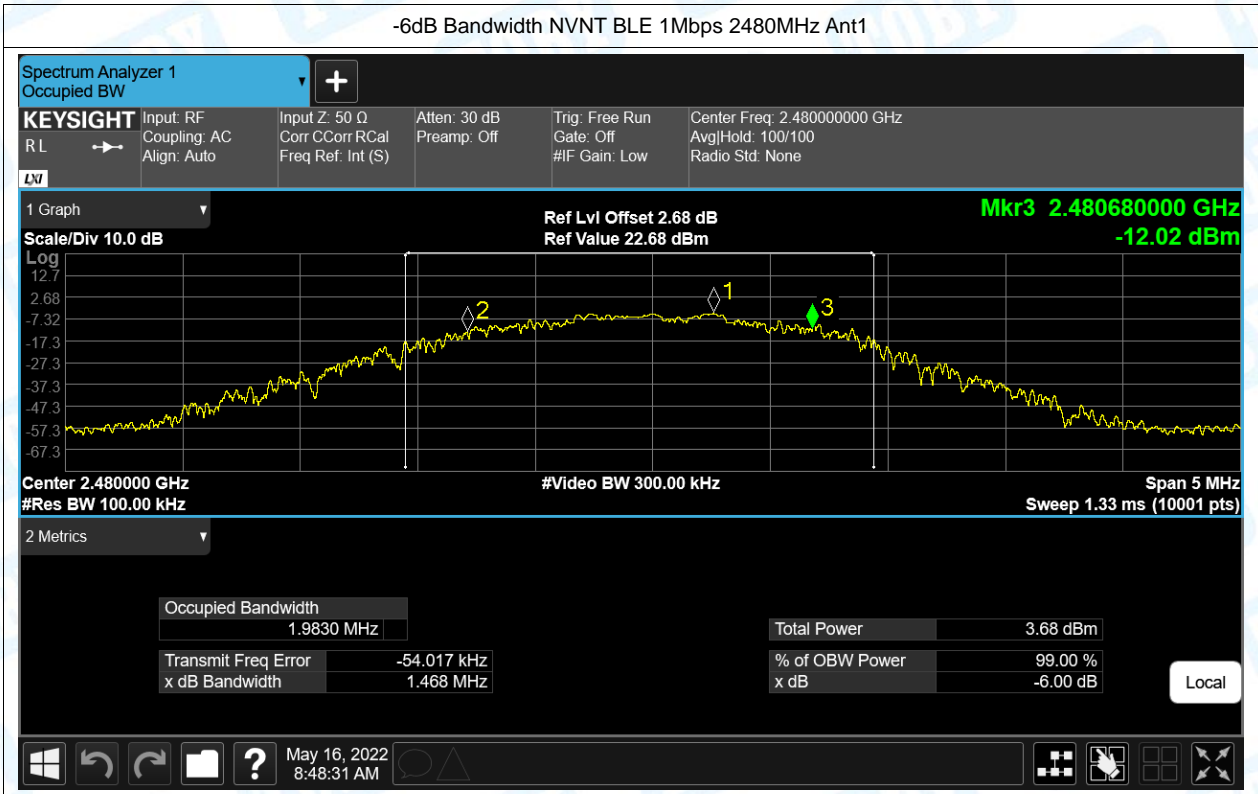 -6dB Bandwidth NVNT BLE 1Mbps 2480MHz Ant1
Spectrum Analyzer 1
Occupied BW
KEYSIGHT
RL
LXI
Input: RF
Coupling: AC
Align: Auto
Input Z: 50 Ω
Corr CCorr RCal
Freq Ref: Int (S)
Atten: 30 dB
Preamp: Off
Trig: Free Run
Gate: Off
#IF Gain: Low
Center Freq: 2.480000000 GHz
Avg|Hold: 100/100
Radio Std: None
1 Graph
Scale/Div 10.0 dB
Ref Lvl Offset 2.68 dB
Ref Value 22.68 dBm
Mkr3 2.480680000 GHz
-12.02 dBm
Log
12.7
2.68
-7.32
-17.3
-27.3
-37.3
-47.3
-57.3
-67.3
1
2
3
Center 2.480000 GHz
#Res BW 100.00 kHz
#Video BW 300.00 kHz
Span 5 MHz
Sweep 1.33 ms (10001 pts)
2 Metrics
Occupied Bandwidth
1.9830 MHz
Transmit Freq Error -54.017 kHz
x dB Bandwidth 1.468 MHz
Total Power 3.68 dBm
% of OBW Power 99.00 %
x dB -6.00 dB
Local
?
May 16, 2022
8:48:31 AM